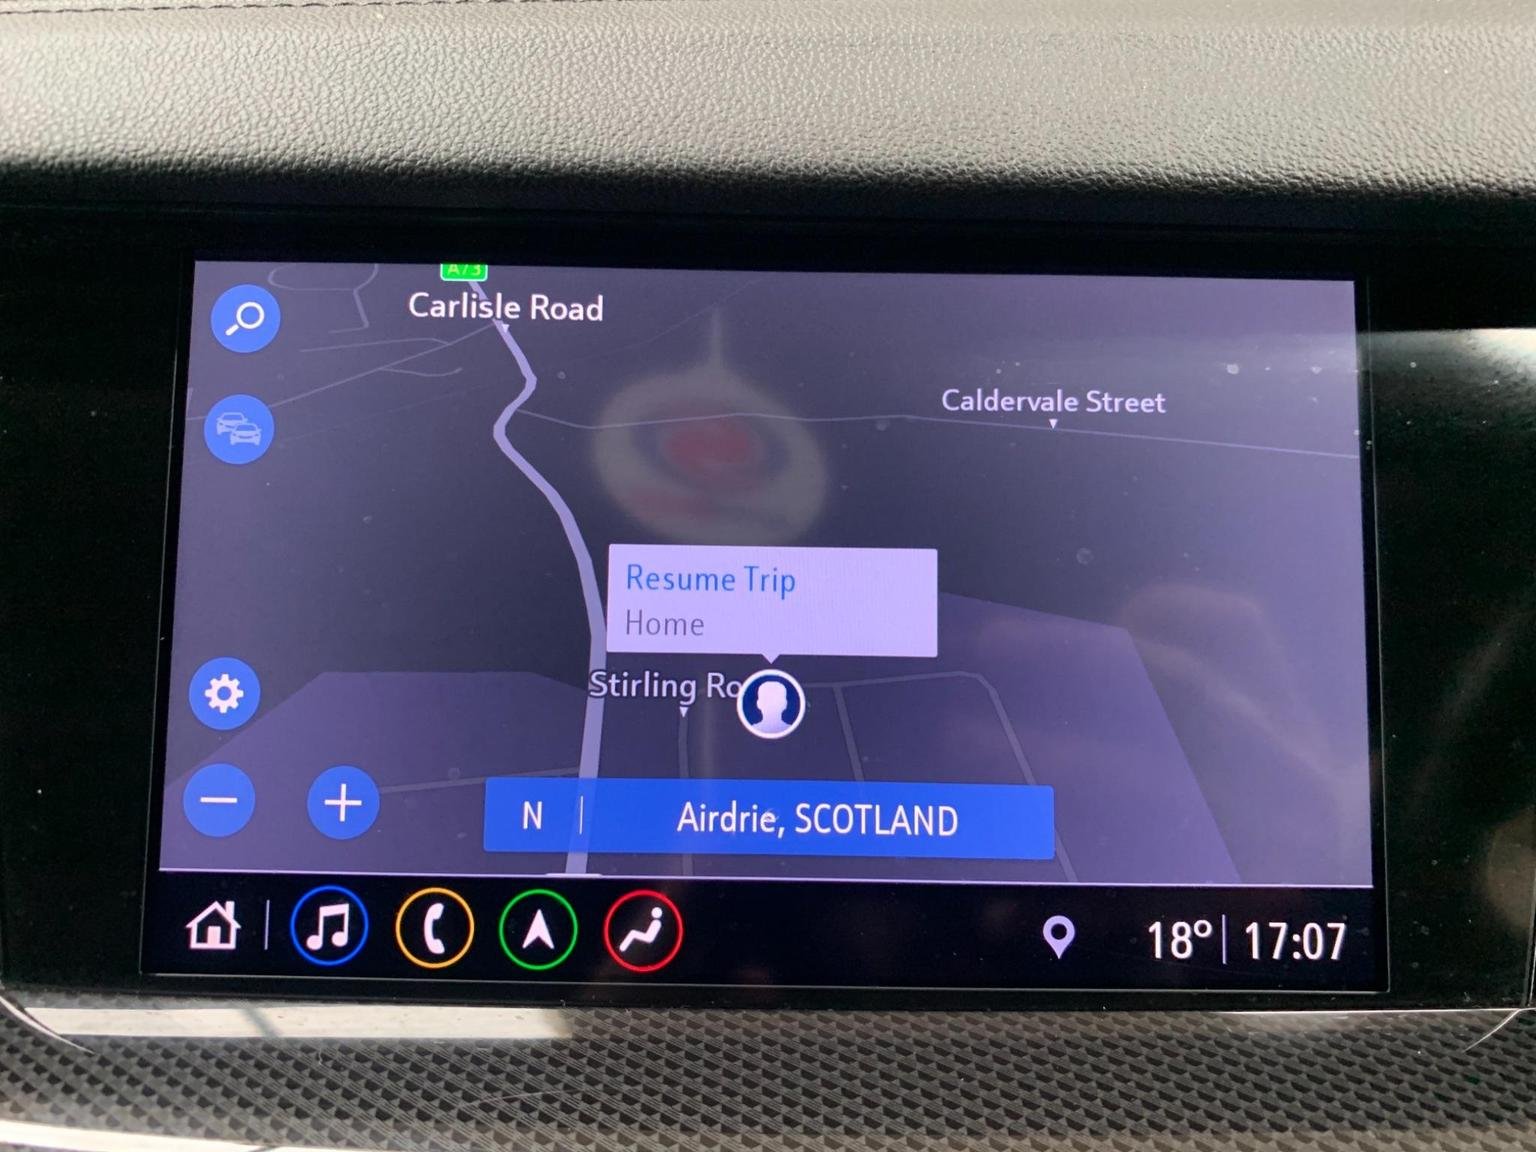 A73
Carlisle Road
Caldervale Street
Resume Trip
Home
Stirling Ro
N
Airdrie, SCOTLAND
18°
17:07